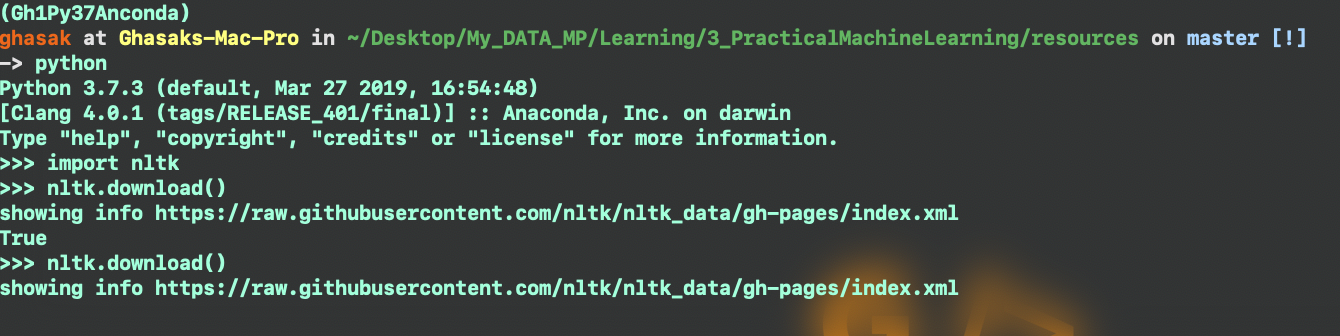 (Gh1Py37Anconda)
ghasak at Ghasaks-Mac-Pro in ~/Desktop/My_DATA_MP/Learning/3_PracticalMachineLearning/resources on master [!]
-> python
Python 3.7.3 (default, Mar 27 2019, 16:54:48)
[Clang 4.0.1 (tags/RELEASE_401/final)] :: Anaconda, Inc. on darwin
Type "help", "copyright", "credits" or "license" for more information.
>>> import nltk
>>> nltk.download()
showing info https://raw.githubusercontent.com/nltk/nltk_data/gh-pages/index.xml
True
>>> nltk.download()
showing info https://raw.githubusercontent.com/nltk/nltk_data/gh-pages/index.xml